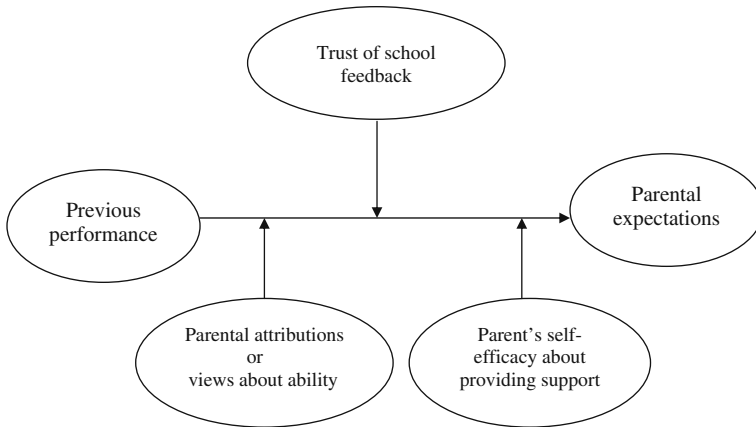 Trust of school
feedback
Previous
performance
Parental
expectations
Parental attributions
or
views about ability
Parent's self-
efficacy about
providing support